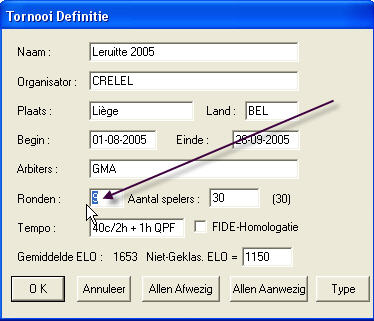 Tornooi Definitie
Naam : Leruitte 2005
Organisator : CRELEL
Plaats : Liège Land : BEL
Begin : 01-08-2005 Einde : 26-09-2005
Arbiters : GMA
Ronden : 9 Aantal spelers : 30 (30)
Tempo : 40c/2h + 1h QPF FIDE-Homologatie
Gemiddelde ELO : 1653 Niet-Geklas. ELO = 1150
O K Annuleer Allen Afwezig Allen Aanwezig Type